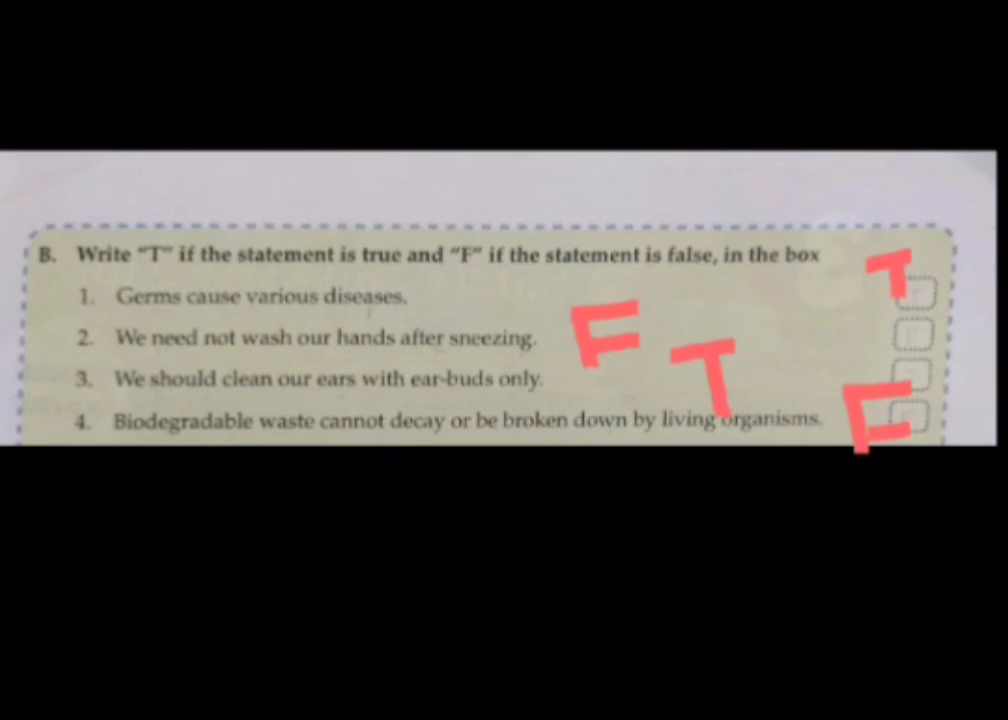 B. Write "T" if the statement is true and "F" if the statement is false, in the box
T
1. Germs cause various diseases.
2. We need not wash our hands after sneezing. F
3. We should clean our ears with ear-buds only. T
4. Biodegradable waste cannot decay or be broken down by living organisms. F